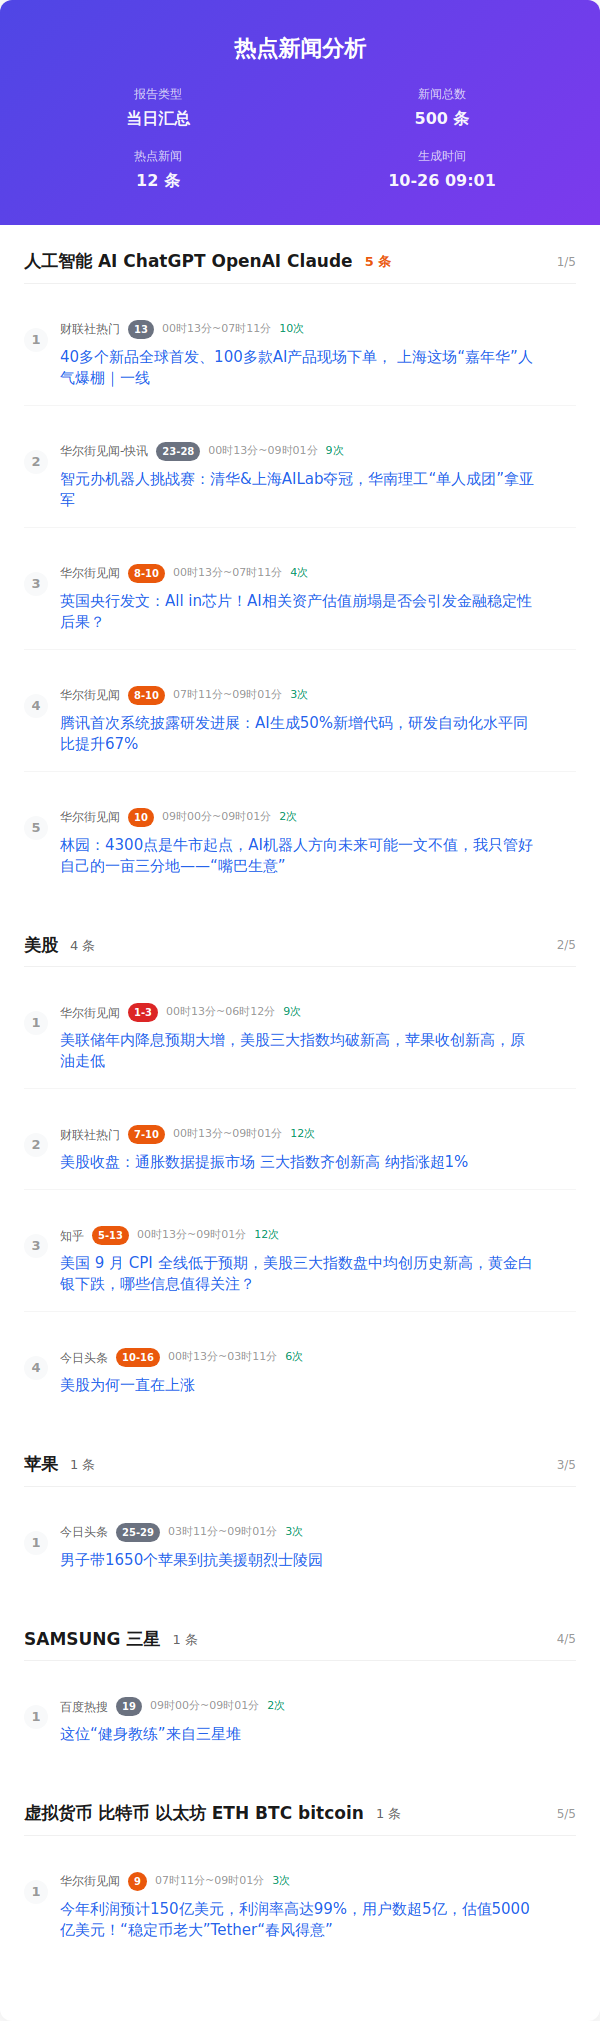 热点新闻分析
报告类型
新闻总数
当日汇总
500 条
热点新闻
生成时间
12 条
10-26 09:01
人工智能 AI ChatGPT OpenAI Claude 5 条 1/5
1 财联社热门 13 00时13分~07时11分 10次
40多个新品全球首发、100多款AI产品现场下单， 上海这场“嘉年华”人
气爆棚｜一线
2 华尔街见闻-快讯 23-28 00时13分~09时01分 9次
智元办机器人挑战赛：清华&上海AILab夺冠，华南理工“单人成团”拿亚
军
3 华尔街见闻 8-10 00时13分~07时11分 4次
英国央行发文：All in芯片！AI相关资产估值崩塌是否会引发金融稳定性
后果？
4 华尔街见闻 8-10 07时11分~09时01分 3次
腾讯首次系统披露研发进展：AI生成50%新增代码，研发自动化水平同
比提升67%
5 华尔街见闻 10 09时00分~09时01分 2次
林园：4300点是牛市起点，AI机器人方向未来可能一文不值，我只管好
自己的一亩三分地——“嘴巴生意”
美股 4 条 2/5
1 华尔街见闻 1-3 00时13分~06时12分 9次
美联储年内降息预期大增，美股三大指数均破新高，苹果收创新高，原
油走低
2 财联社热门 7-10 00时13分~09时01分 12次
美股收盘：通胀数据提振市场 三大指数齐创新高 纳指涨超1%
3 知乎 5-13 00时13分~09时01分 12次
美国 9 月 CPI 全线低于预期，美股三大指数盘中均创历史新高，黄金白
银下跌，哪些信息值得关注？
4 今日头条 10-16 00时13分~03时11分 6次
美股为何一直在上涨
苹果 1 条 3/5
1 今日头条 25-29 03时11分~09时01分 3次
男子带1650个苹果到抗美援朝烈士陵园
SAMSUNG 三星 1 条 4/5
1 百度热搜 19 09时00分~09时01分 2次
这位“健身教练”来自三星堆
虚拟货币 比特币 以太坊 ETH BTC bitcoin 1 条 5/5
1 华尔街见闻 9 07时11分~09时01分 3次
今年利润预计150亿美元，利润率高达99%，用户数超5亿，估值5000
亿美元！“稳定币老大”Tether“春风得意”